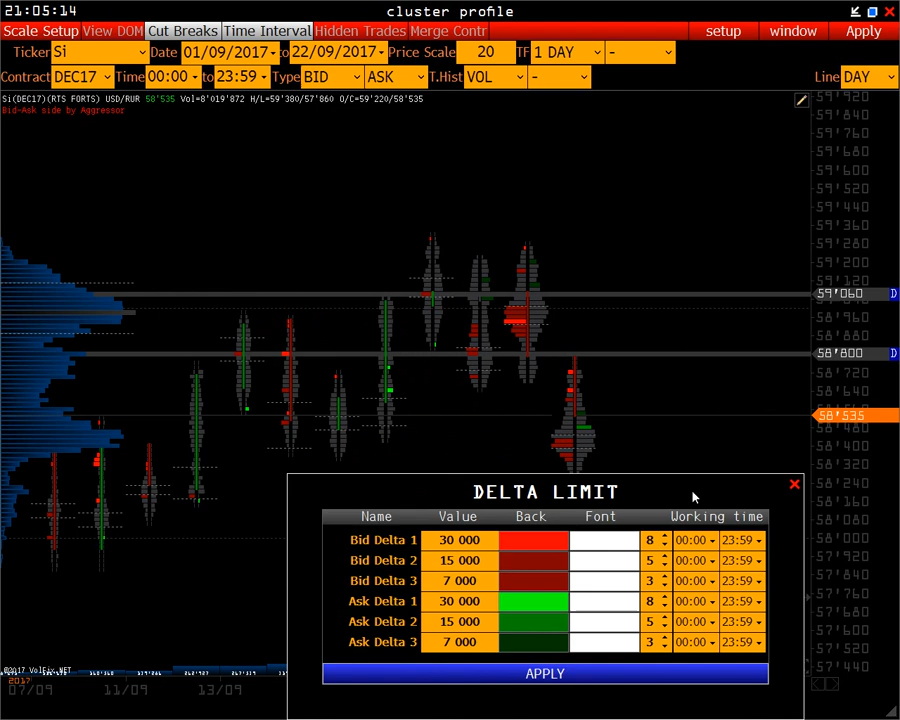 21:05:14 cluster profile
Scale Setup View DOM Cut Breaks Time Interval Hidden Trades Merge Contr setup window Apply
Ticker Si Date 01/09/2017 to 22/09/2017 Price Scale 20 TF 1 DAY -
Contract DEC17 Time 00:00 to 23:59 Type BID ASK T.Hist VOL - Line DAY
Si(DEC17)(RTS FORTS) USD/RUR 58'535 Vol=8'019'872 H/L=59'380/57'860 O/C=59'220/58'535
Bid-Ask side by Aggressor
59'920
59'840
59'760
59'680
59'600
59'520
59'440
59'360
59'280
59'200
59'120
59'060 D
58'960
58'880
58'800 D
58'720
58'640
58'535
58'480
58'400
58'320
58'240
58'160
58'080
58'000
57'920
57'840
57'760
57'680
57'600
57'520
57'440
DELTA LIMIT
Name Value Back Font Working time
Bid Delta 1 30 000 8 00:00 23:59
Bid Delta 2 15 000 5 00:00 23:59
Bid Delta 3 7 000 3 00:00 23:59
Ask Delta 1 30 000 8 00:00 23:59
Ask Delta 2 15 000 5 00:00 23:59
Ask Delta 3 7 000 3 00:00 23:59
APPLY
©2017 VolFix.NET
2017
07/09 11/09 13/09